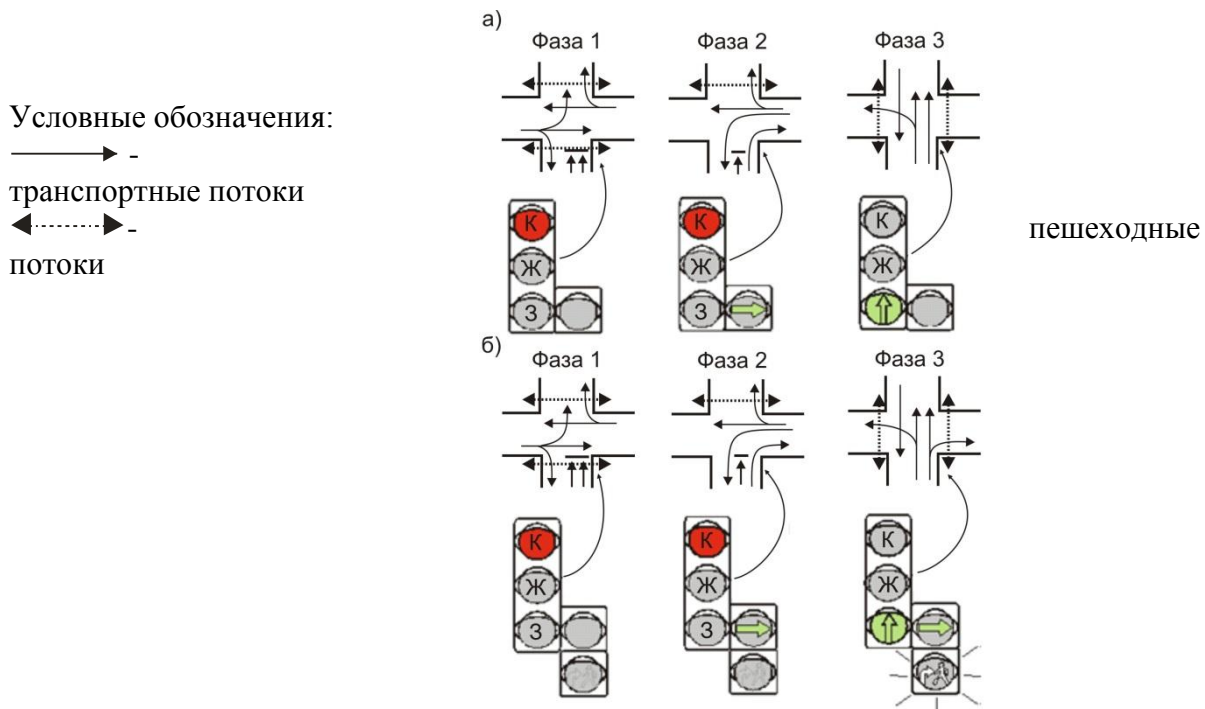 а)
Фаза 1 Фаза 2 Фаза 3
Условные обозначения:
-
транспортные потоки
- пешеходные
потоки
К К К
Ж Ж Ж
З З
б)
Фаза 1 Фаза 2 Фаза 3
К К К
Ж Ж Ж
З З